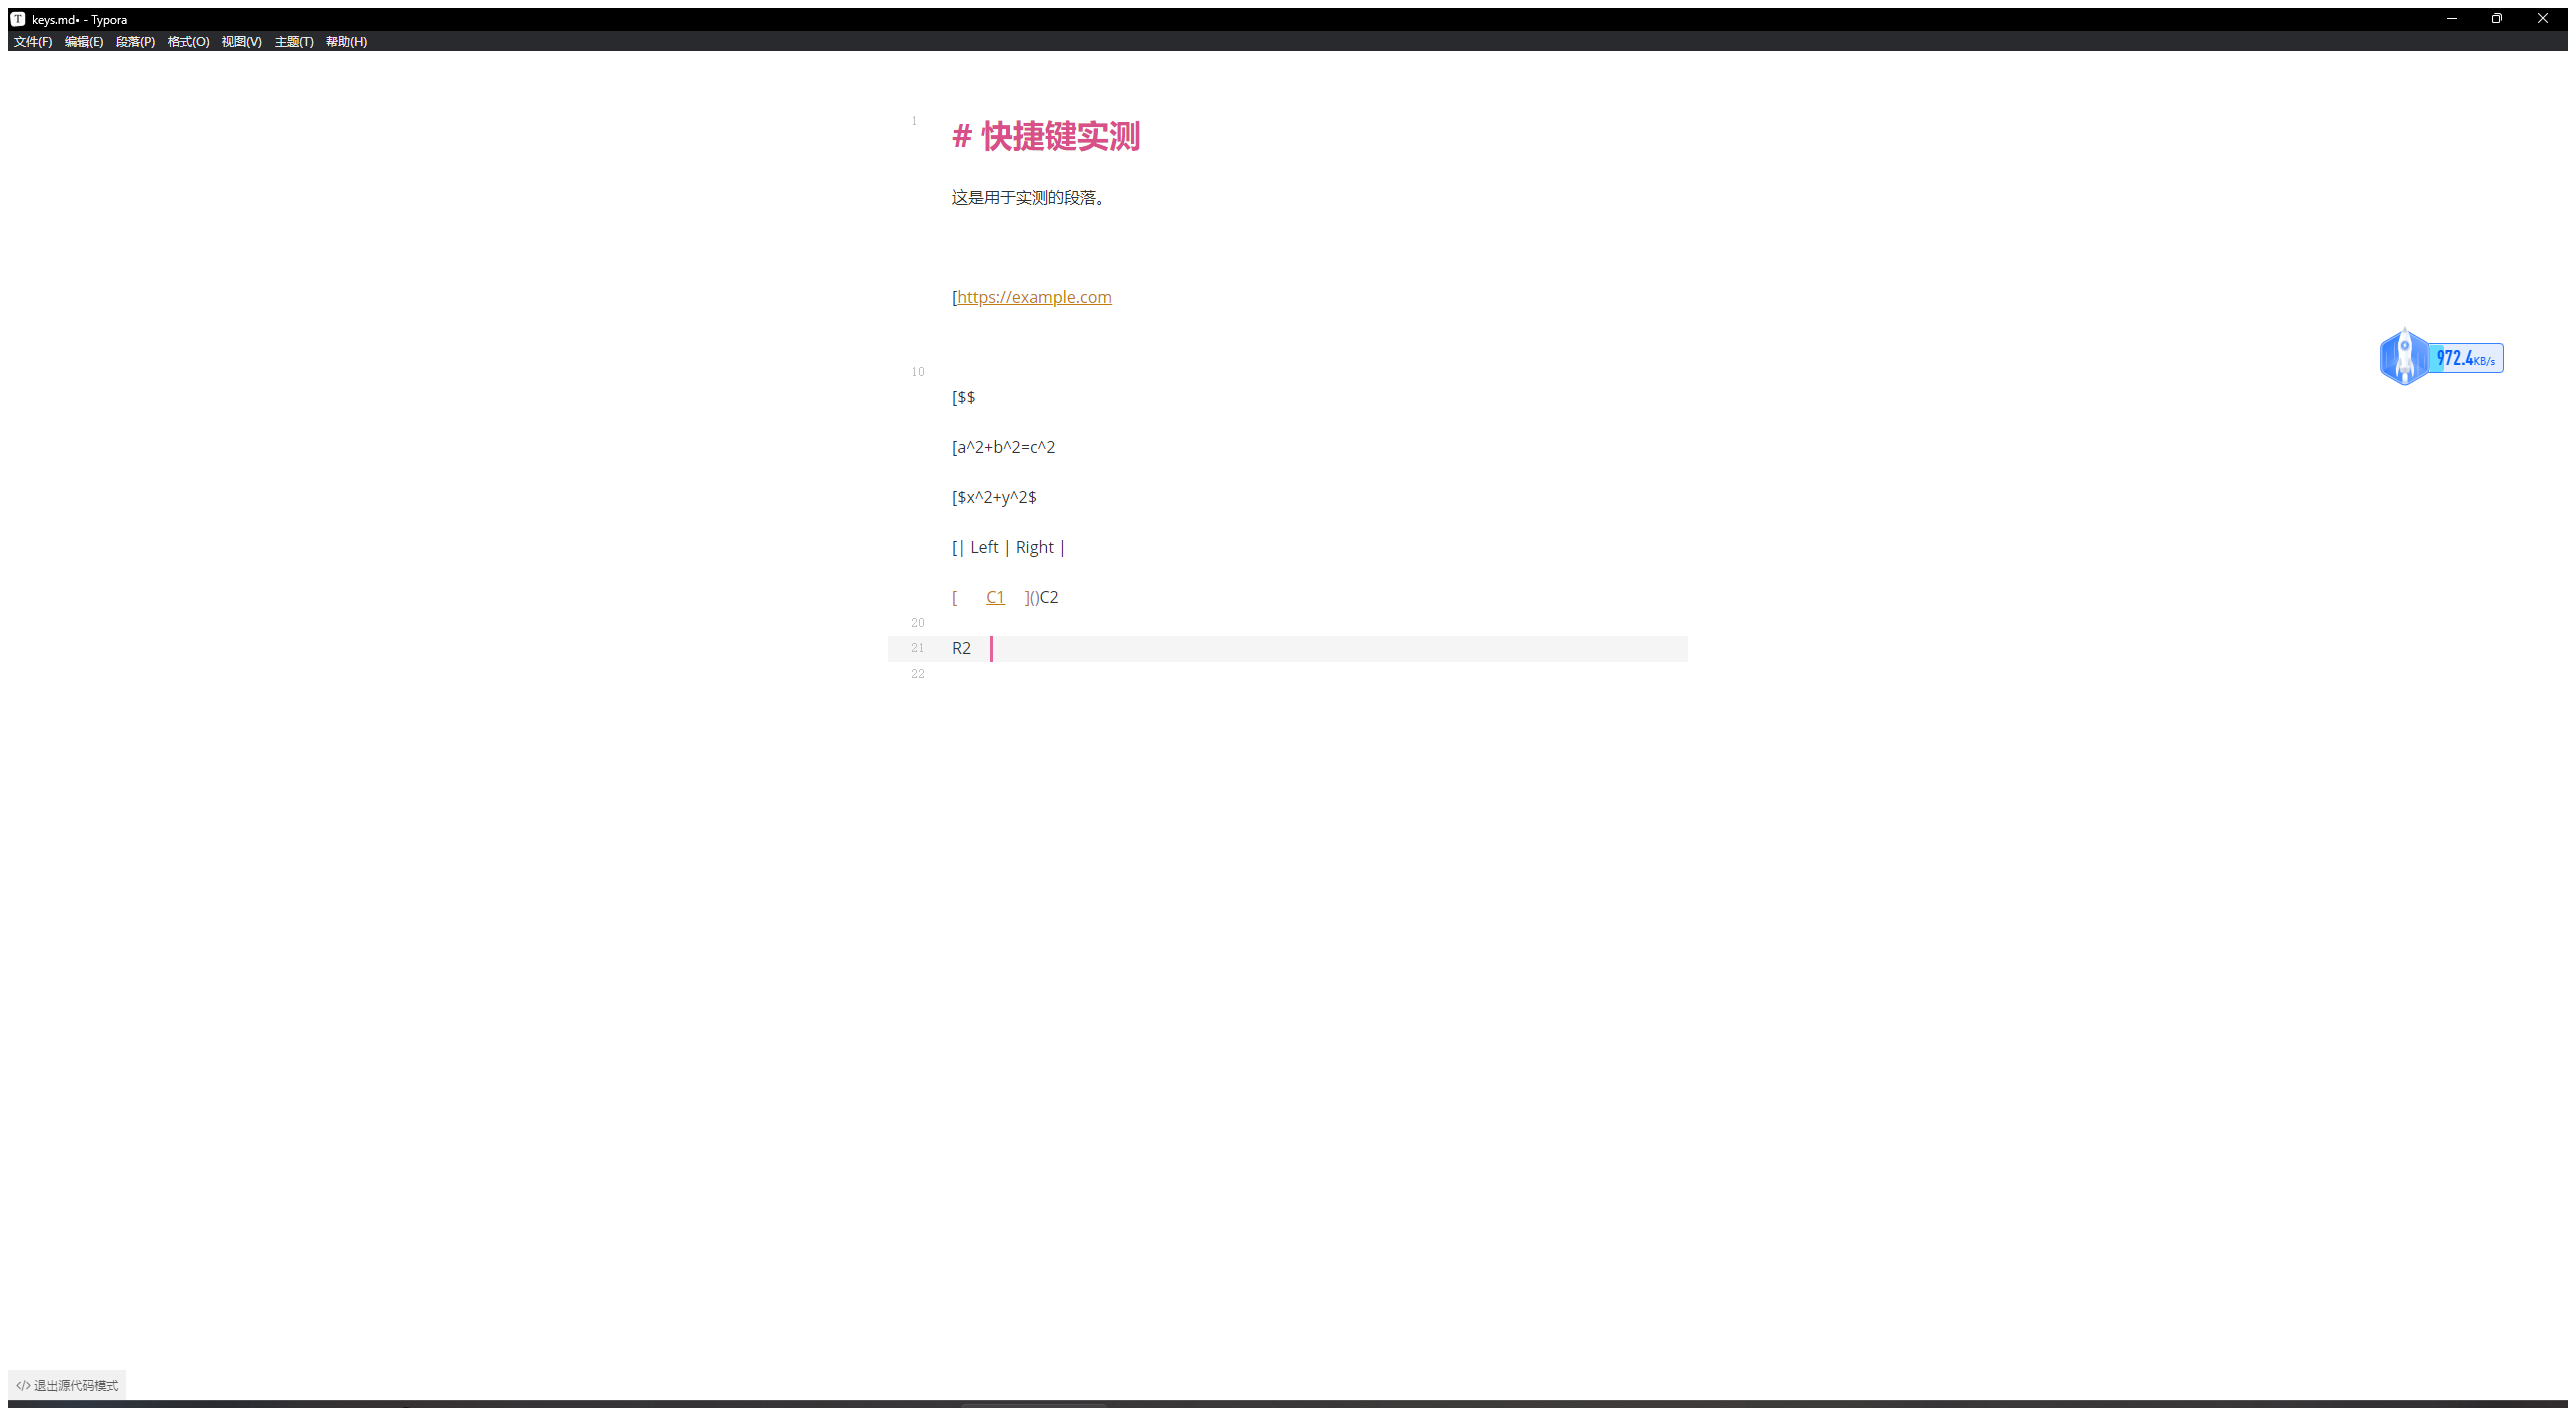 keys.md• - Typora
文件(F) 编辑(E) 段落(P) 格式(O) 视图(V) 主题(T) 帮助(H)
1 # 快捷键实测
这是用于实测的段落。
[https://example.com
972.4KB/s
10
[$$
[a^2+b^2=c^2
[$x^2+y^2$
[| Left | Right |
[ C1 ]()C2
20
21 R2
22
</> 退出源代码模式